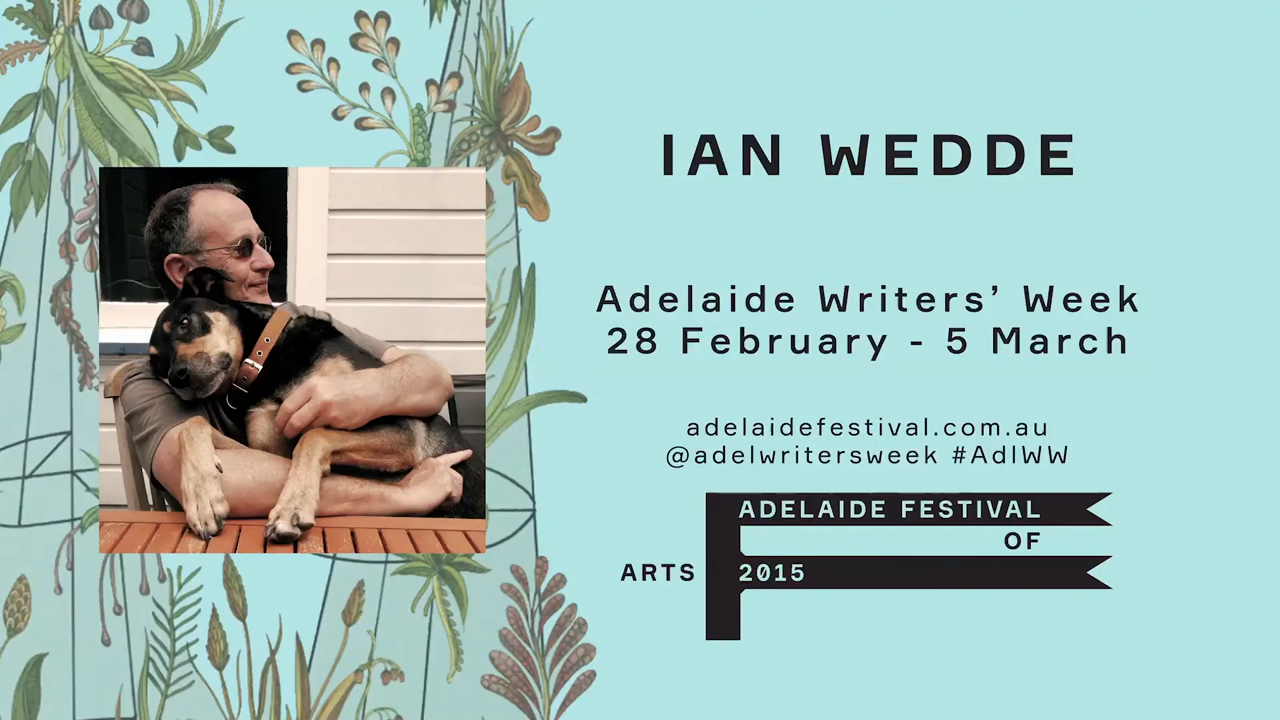 IAN WEDDE
Adelaide Writers’ Week
28 February - 5 March
adelaidefestival.com.au
@adelwritersweek #AdlWW
ADELAIDE FESTIVAL
OF
ARTS 2015